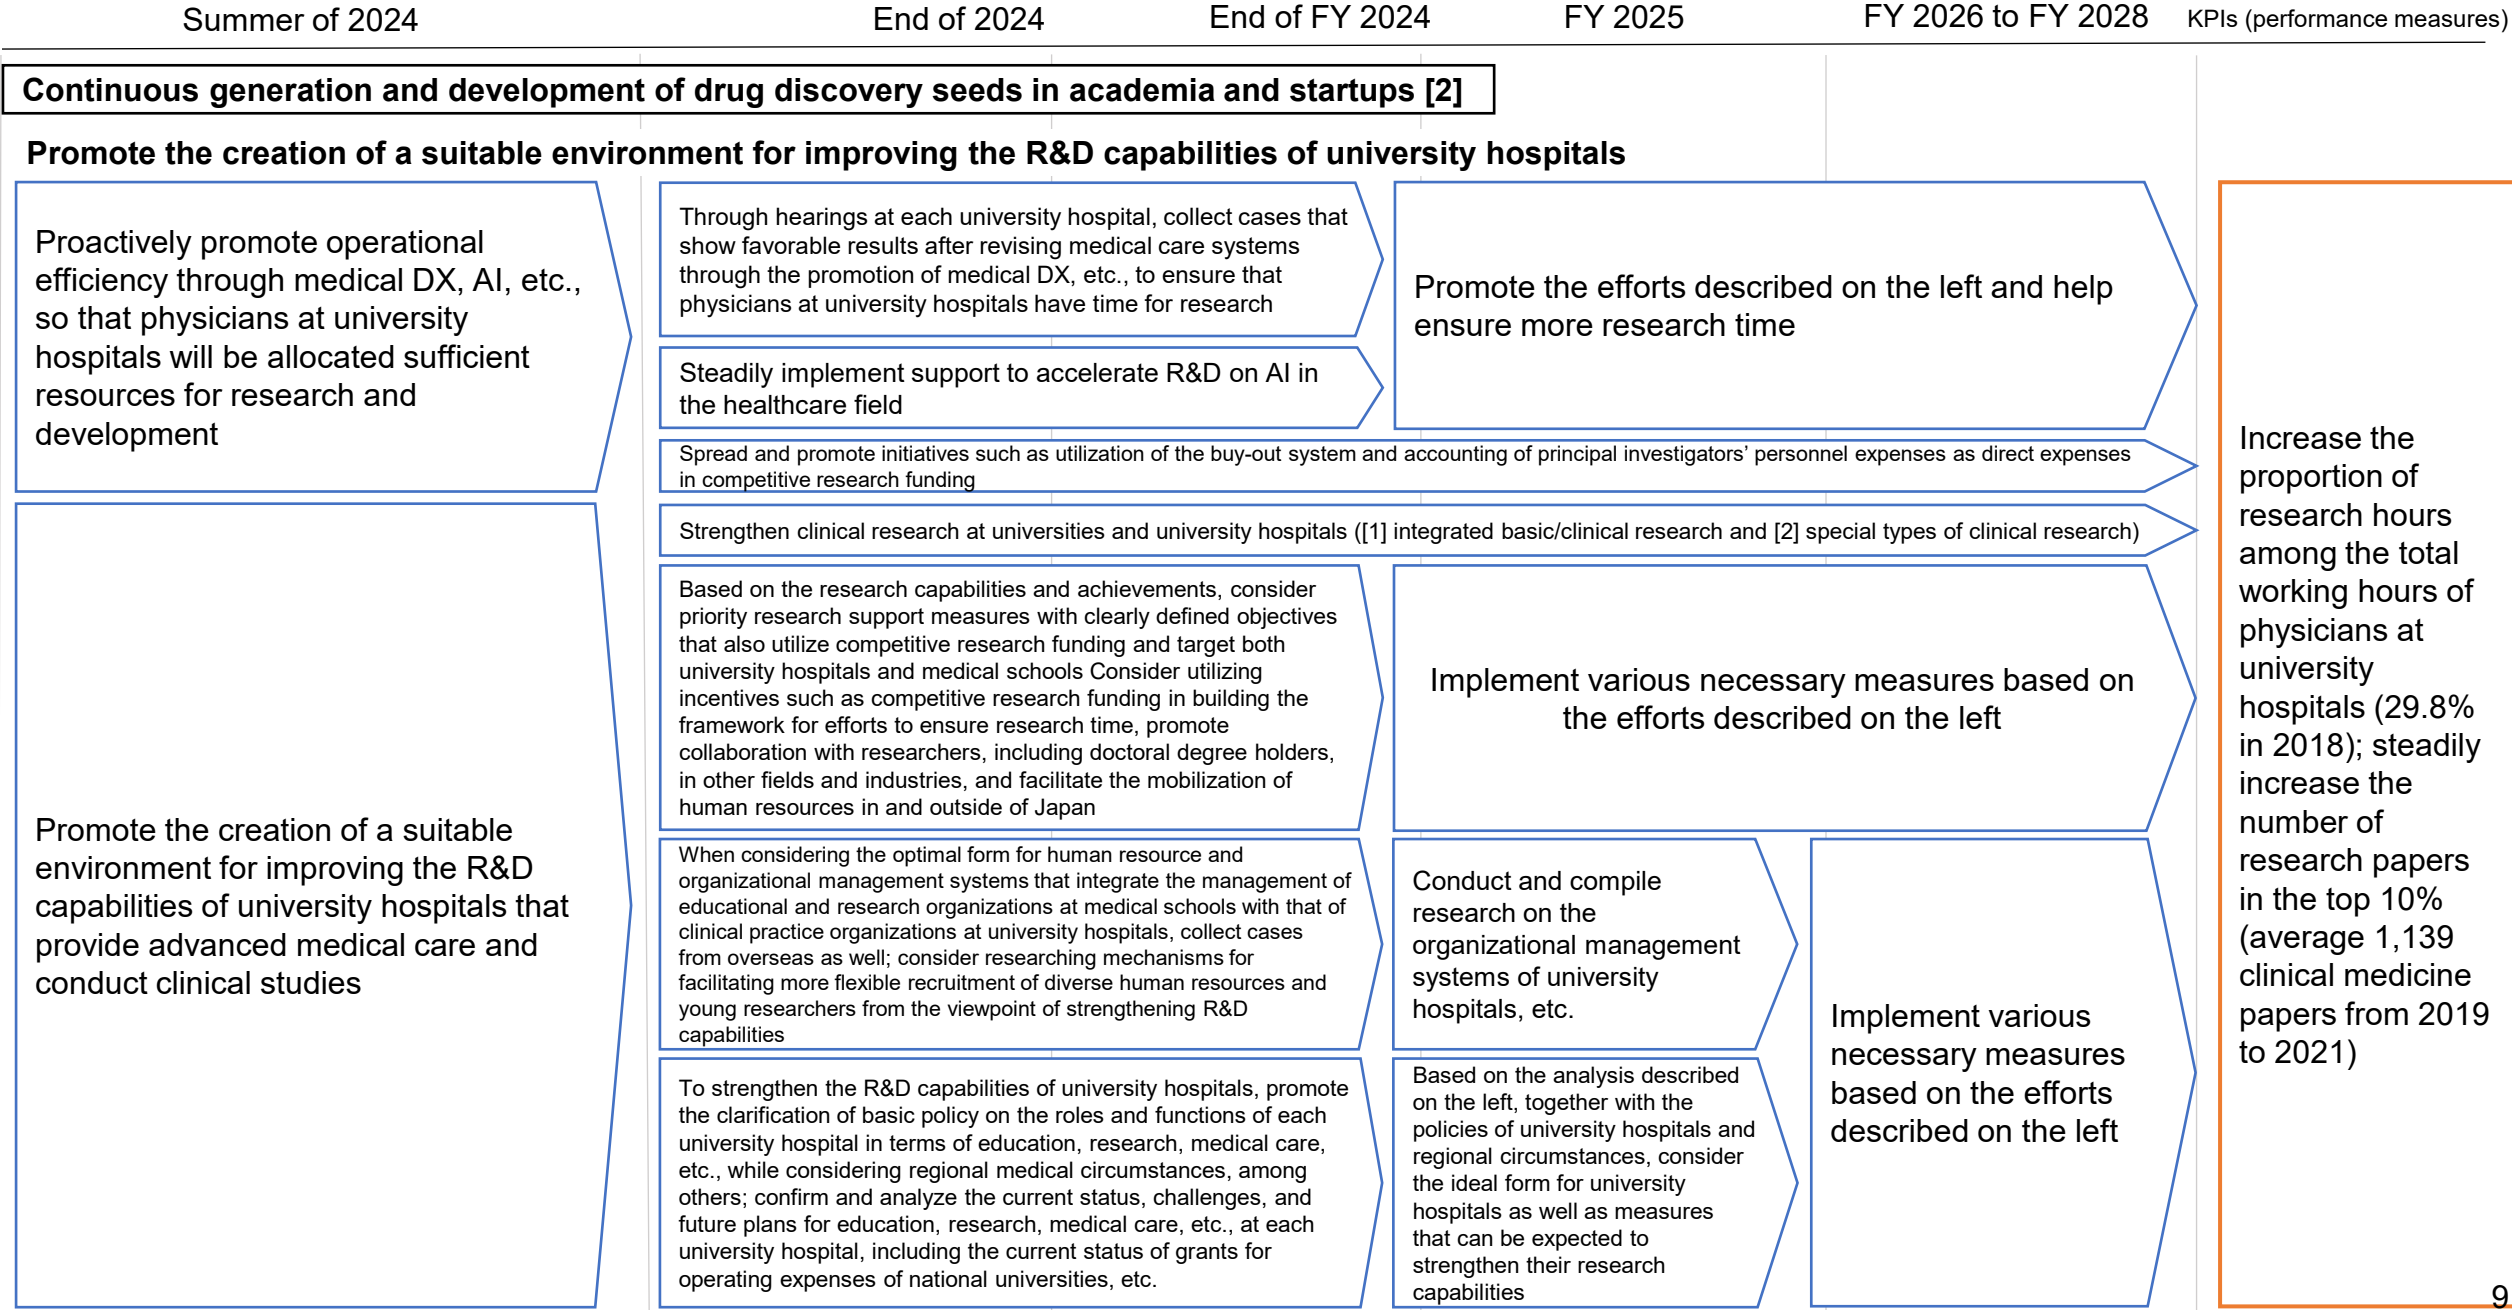 Summer of 2024
End of 2024
End of FY 2024
FY 2025
FY 2026 to FY 2028
KPIs (performance measures)
Continuous generation and development of drug discovery seeds in academia and startups [2]
Promote the creation of a suitable environment for improving the R&D capabilities of university hospitals
Proactively promote operational
efficiency through medical DX, AI, etc.,
so that physicians at university
hospitals will be allocated sufficient
resources for research and
development
Through hearings at each university hospital, collect cases that
show favorable results after revising medical care systems
through the promotion of medical DX, etc., to ensure that
physicians at university hospitals have time for research
Steadily implement support to accelerate R&D on AI in
the healthcare field
Promote the efforts described on the left and help
ensure more research time
Spread and promote initiatives such as utilization of the buy-out system and accounting of principal investigators’ personnel expenses as direct expenses
in competitive research funding
Promote the creation of a suitable
environment for improving the R&D
capabilities of university hospitals that
provide advanced medical care and
conduct clinical studies
Strengthen clinical research at universities and university hospitals ([1] integrated basic/clinical research and [2] special types of clinical research)
Based on the research capabilities and achievements, consider
priority research support measures with clearly defined objectives
that also utilize competitive research funding and target both
university hospitals and medical schools Consider utilizing
incentives such as competitive research funding in building the
framework for efforts to ensure research time, promote
collaboration with researchers, including doctoral degree holders,
in other fields and industries, and facilitate the mobilization of
human resources in and outside of Japan
Implement various necessary measures based on
the efforts described on the left
When considering the optimal form for human resource and
organizational management systems that integrate the management of
educational and research organizations at medical schools with that of
clinical practice organizations at university hospitals, collect cases
from overseas as well; consider researching mechanisms for
facilitating more flexible recruitment of diverse human resources and
young researchers from the viewpoint of strengthening R&D
capabilities
Conduct and compile
research on the
organizational management
systems of university
hospitals, etc.
To strengthen the R&D capabilities of university hospitals, promote
the clarification of basic policy on the roles and functions of each
university hospital in terms of education, research, medical care,
etc., while considering regional medical circumstances, among
others; confirm and analyze the current status, challenges, and
future plans for education, research, medical care, etc., at each
university hospital, including the current status of grants for
operating expenses of national universities, etc.
Based on the analysis described
on the left, together with the
policies of university hospitals and
regional circumstances, consider
the ideal form for university
hospitals as well as measures
that can be expected to
strengthen their research
capabilities
Implement various
necessary measures
based on the efforts
described on the left
Increase the
proportion of
research hours
among the total
working hours of
physicians at
university
hospitals (29.8%
in 2018); steadily
increase the
number of
research papers
in the top 10%
(average 1,139
clinical medicine
papers from 2019
to 2021)
9